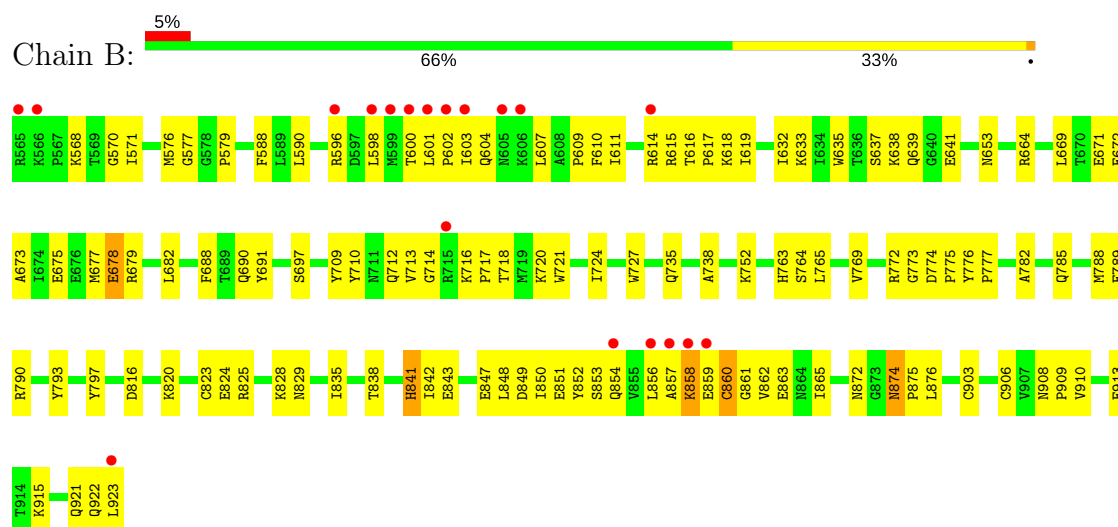 5%
Chain B:
66%
33%
R565 K566 P567 K568 T569 G570 I571 M576 G577 G578 P579 F588 L589 L590 R596 D597 L598 M599 T600 L601 P602 I603 Q604 N605 K606 L607 A608 P609 F610 I611 R614 R615 T616 P617 K618 I619 I632 K633 I634 W635 T636 S637 K638 Q639 G640 E641 N653 R664 L669 T670 E671
A673 I674 E675 E676 M677 E678 R679 L682 F688 T689 Q690 Y691 S697 Y709 Y710 N711 Q712 V713 G714 R715 K716 P717 T718 M719 K720 W721 I724 W727 Q735 A738 K752 H763 S764 L765 V769 R772 G773 D774 P775 Y776 P777 A782 Q785 M788
R790 Y793 Y797 D816 K820 C823 E824 R825 K828 N829 I835 T838 H841 I842 E843 E847 L848 D849 I850 E851 Y852 S853 Q854 V855 L856 A857 K858 E859 C860 G861 V862 E863 N864 I865 N872 G873 N874 P875 L876 C903 C906 V907 N908 P909 V910
T914 K915 Q921 Q922 L923